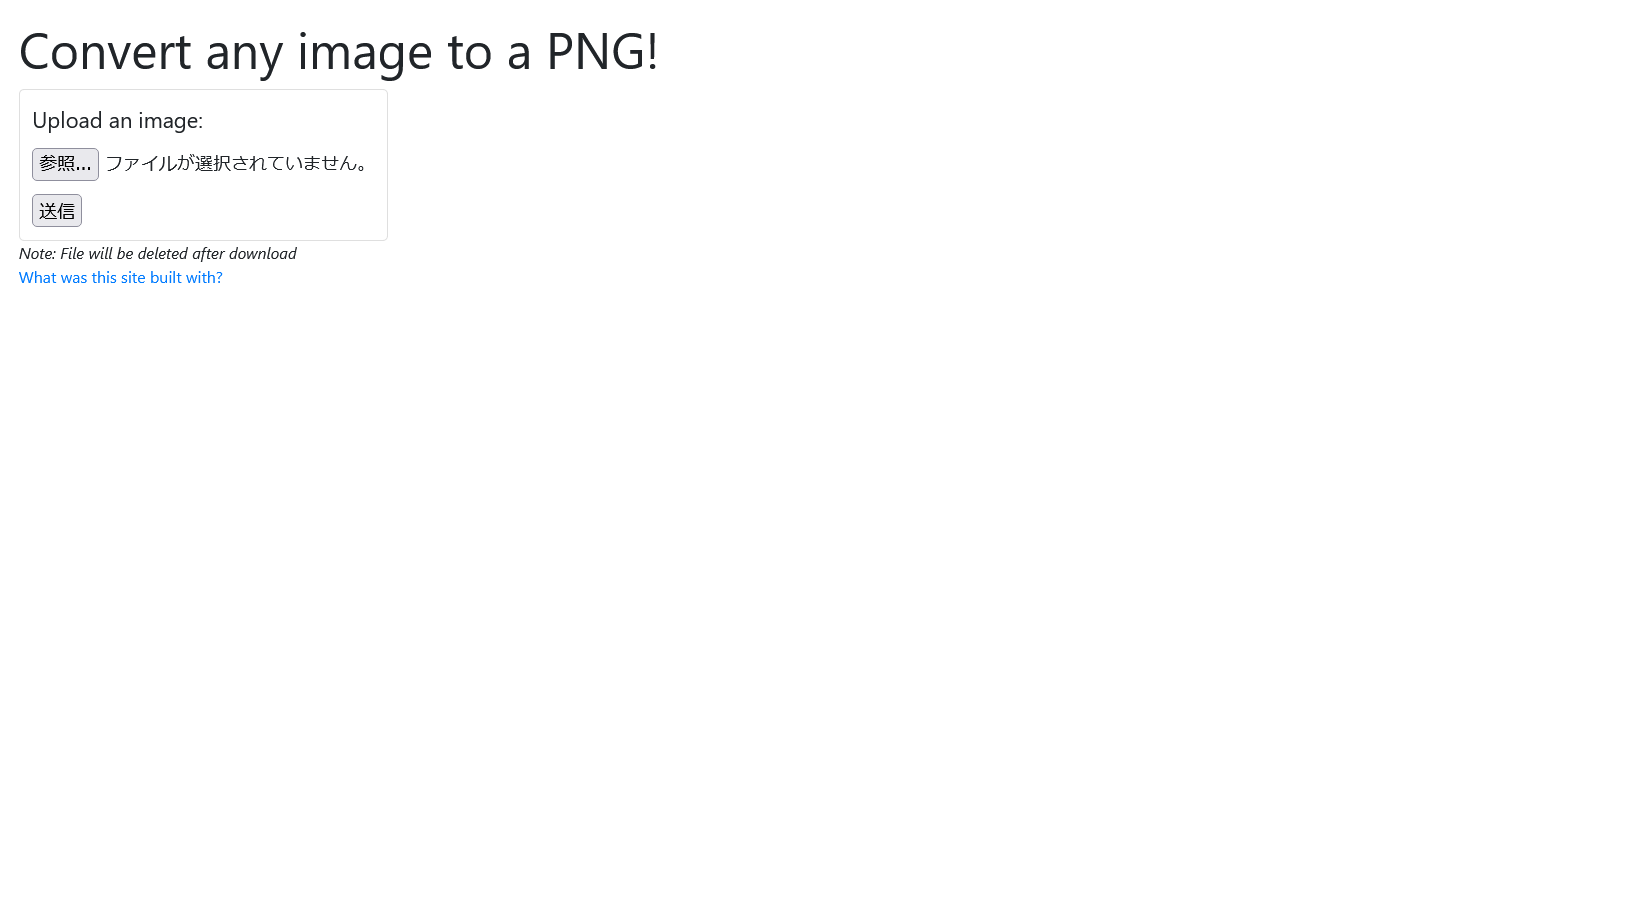 Convert any image to a PNG!
Upload an image:
参照... ファイルが選択されていません。
送信
Note: File will be deleted after download
What was this site built with?